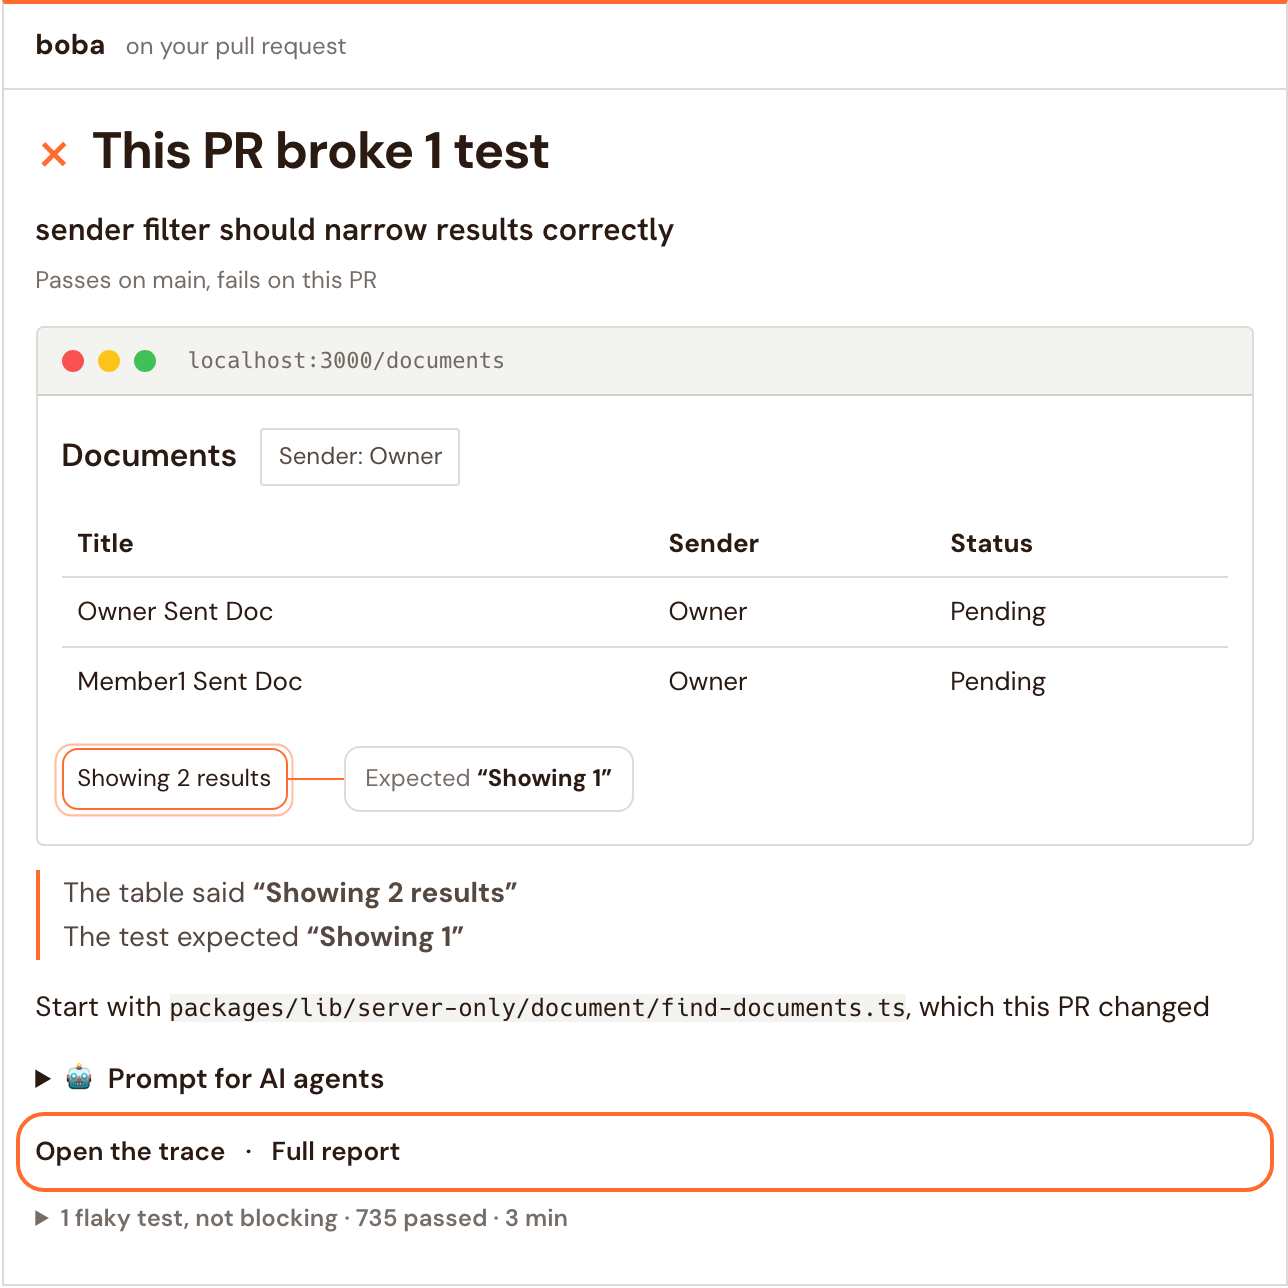 boba on your pull request
× This PR broke 1 test
sender filter should narrow results correctly
Passes on main, fails on this PR
localhost:3000/documents
Documents Sender: Owner
Title Sender Status
Owner Sent Doc Owner Pending
Member1 Sent Doc Owner Pending
Showing 2 results Expected “Showing 1”
The table said “Showing 2 results”
The test expected “Showing 1”
Start with packages/lib/server-only/document/find-documents.ts, which this PR changed
▶ 🤖 Prompt for AI agents
Open the trace · Full report
▶ 1 flaky test, not blocking · 735 passed · 3 min